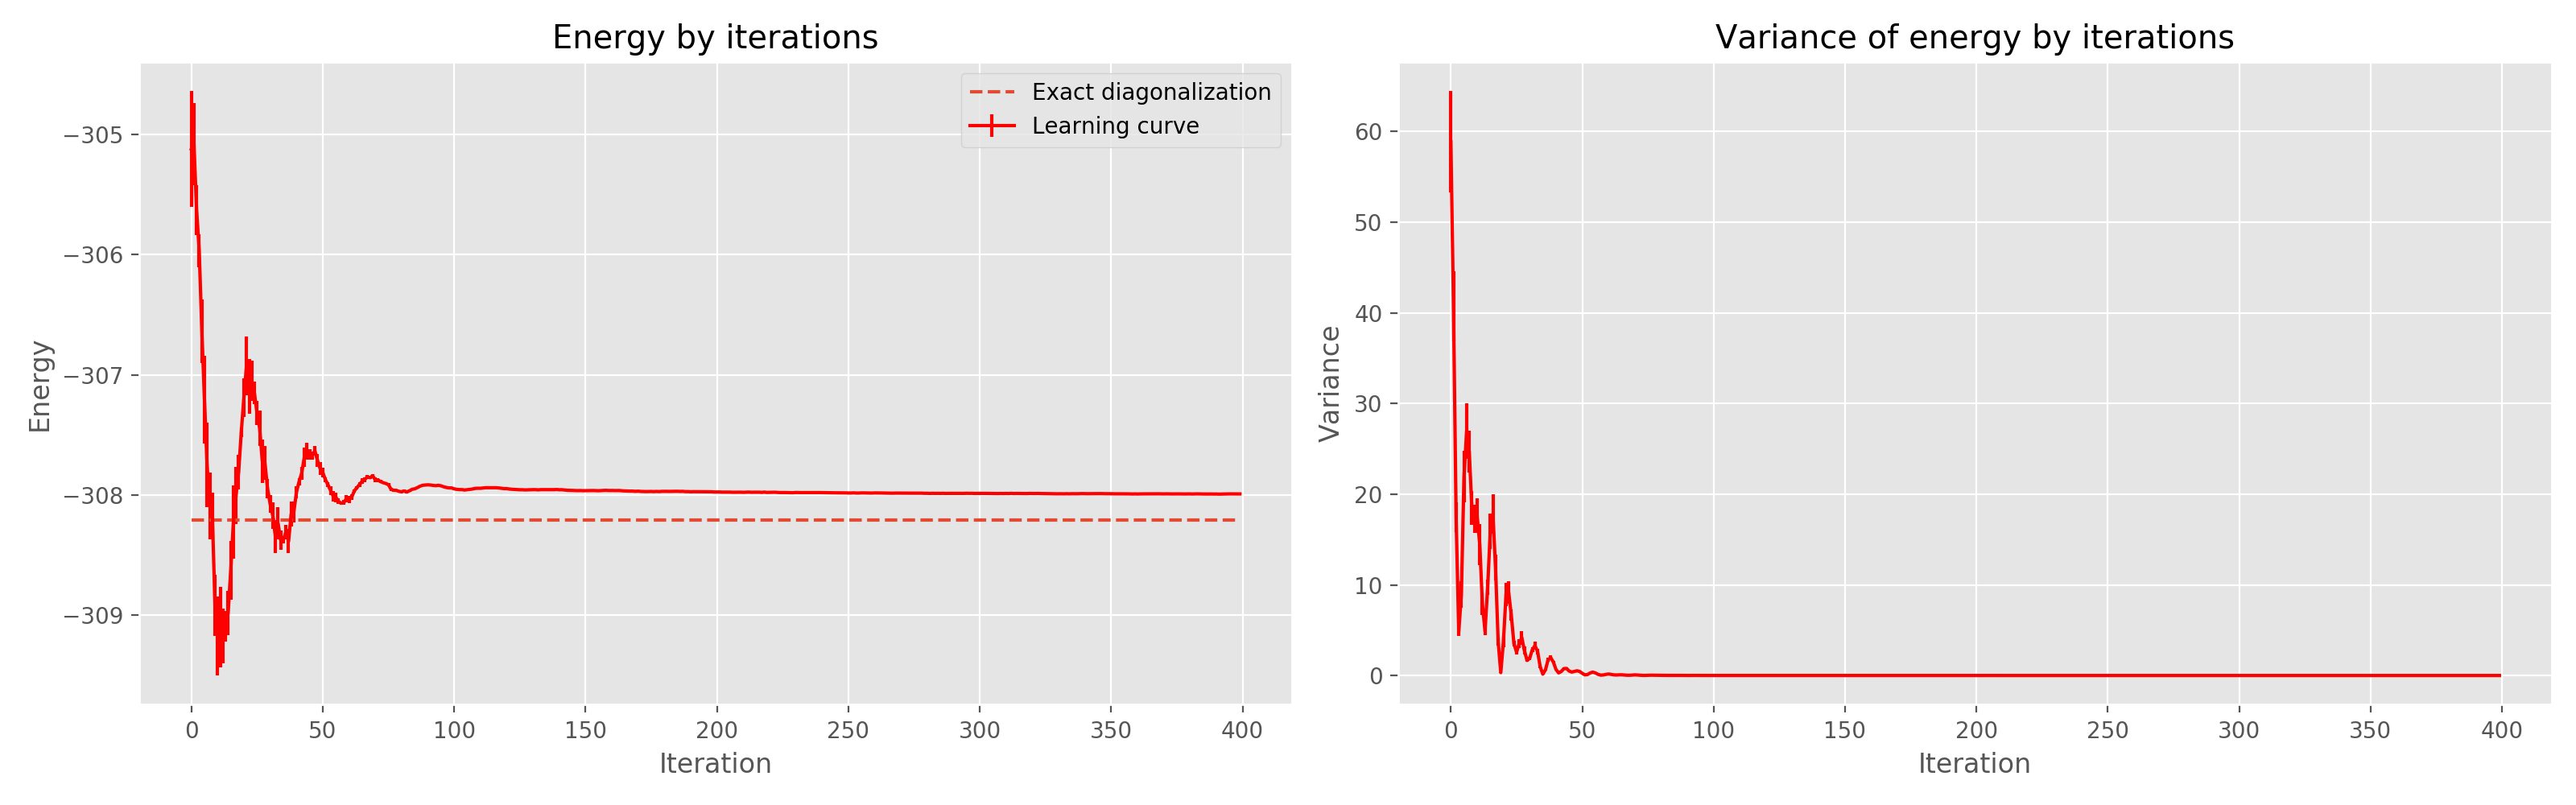 Energy by iterations
Exact diagonalization
Learning curve
−305
−306
−307
−308
−309
Energy
0 50 100 150 200 250 300 350 400
Iteration
Variance of energy by iterations
60
50
40
30
20
10
0
Variance
0 50 100 150 200 250 300 350 400
Iteration